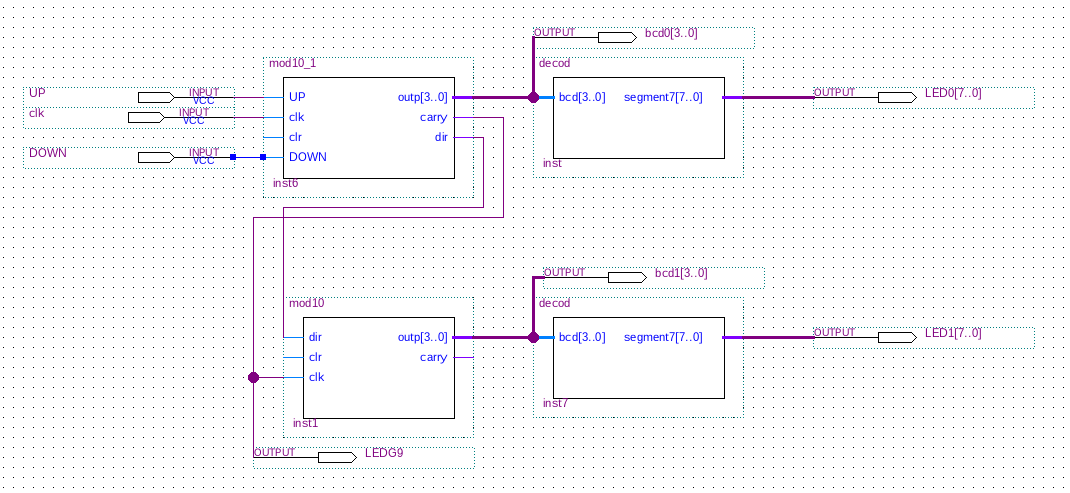 OUTPUT bcd0[3..0]
mod10_1
decod
UP INPUT VCC
UP outp[3..0]
bcd[3..0] segment7[7..0]
OUTPUT LED0[7..0]
clk INPUT VCC
clk carry
clr dir
DOWN INPUT VCC
DOWN
inst
inst6
OUTPUT bcd1[3..0]
mod10
decod
dir outp[3..0]
bcd[3..0] segment7[7..0]
OUTPUT LED1[7..0]
clr carry
clk
inst7
inst1
OUTPUT LEDG9